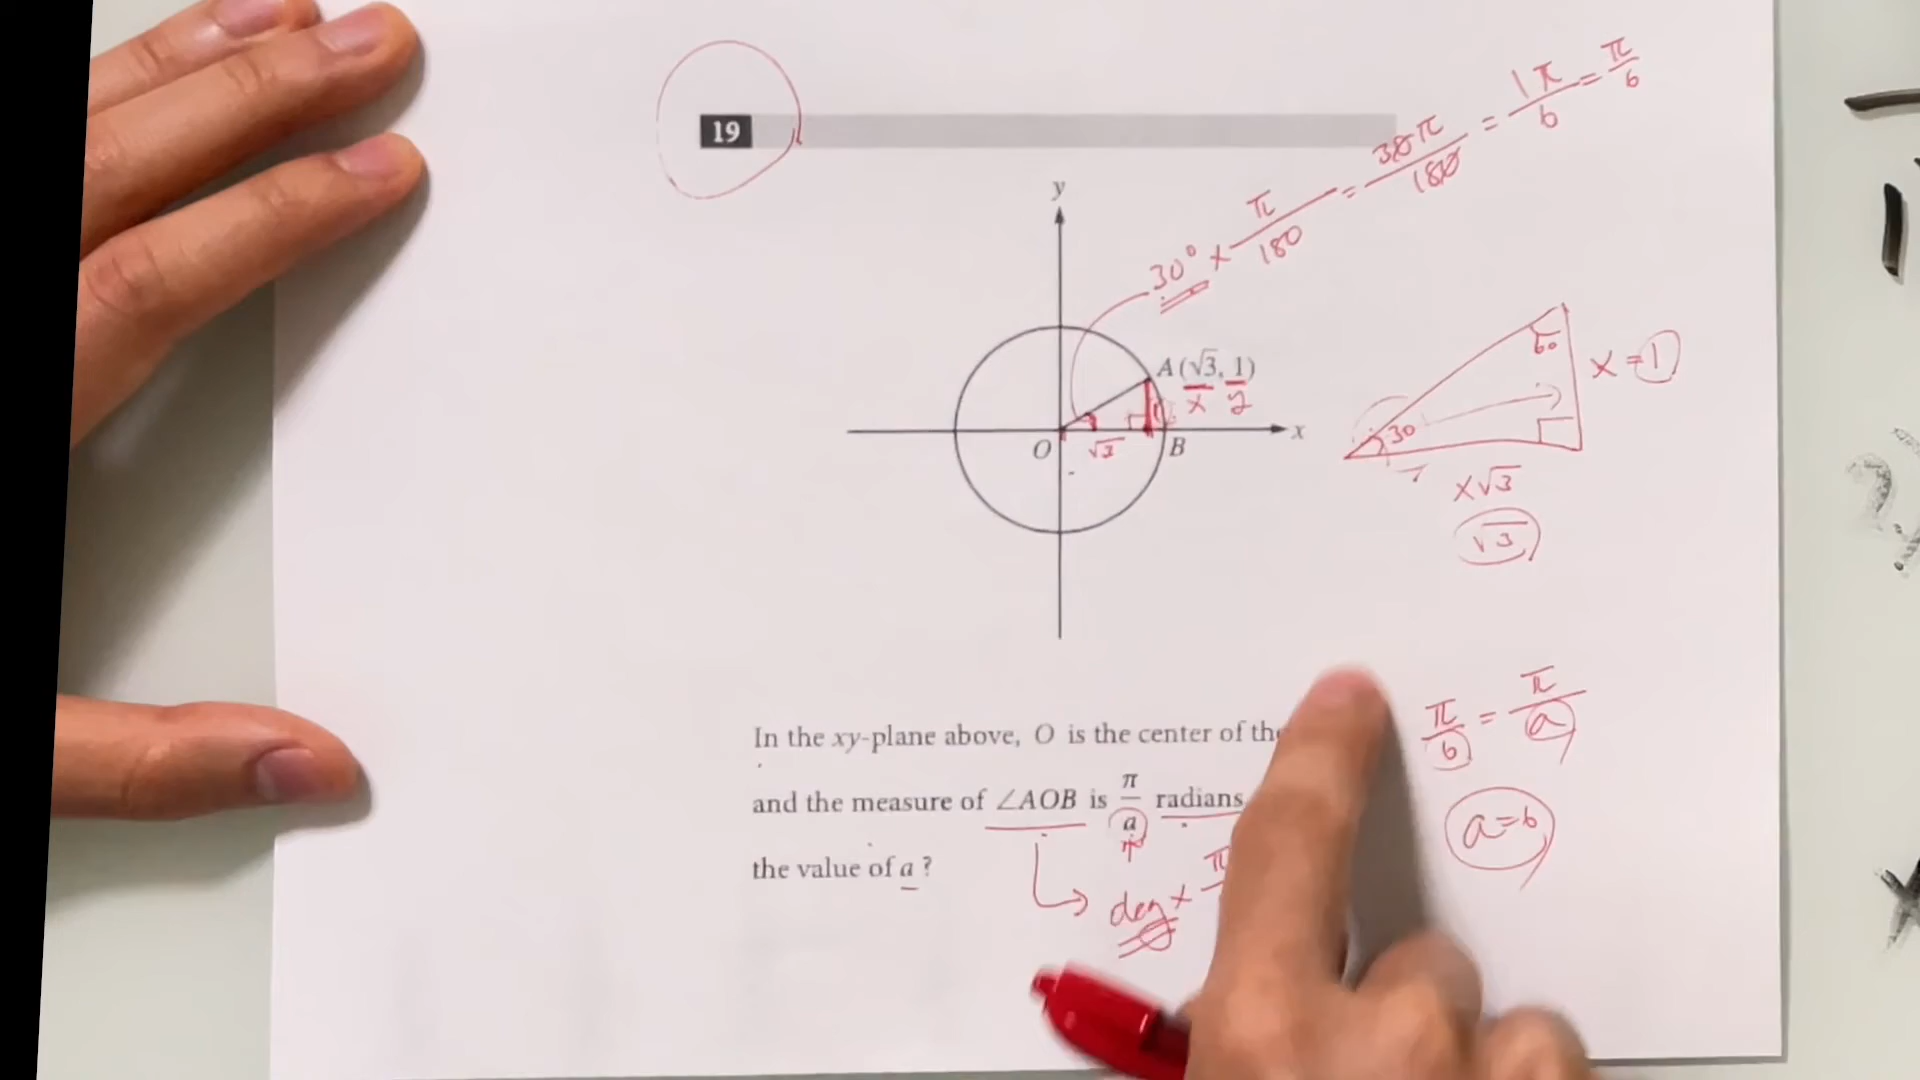 19
30° × π/180 = 30π/180 = 1π/6 = π/6
y
A (√3, 1)
x y
O √3 B x
30 60 x = 1
x√3
√3
In the xy-plane above, O is the center of the
and the measure of ∠AOB is π/a radians
the value of a ?
deg × π
π/6 = π/a
a=6